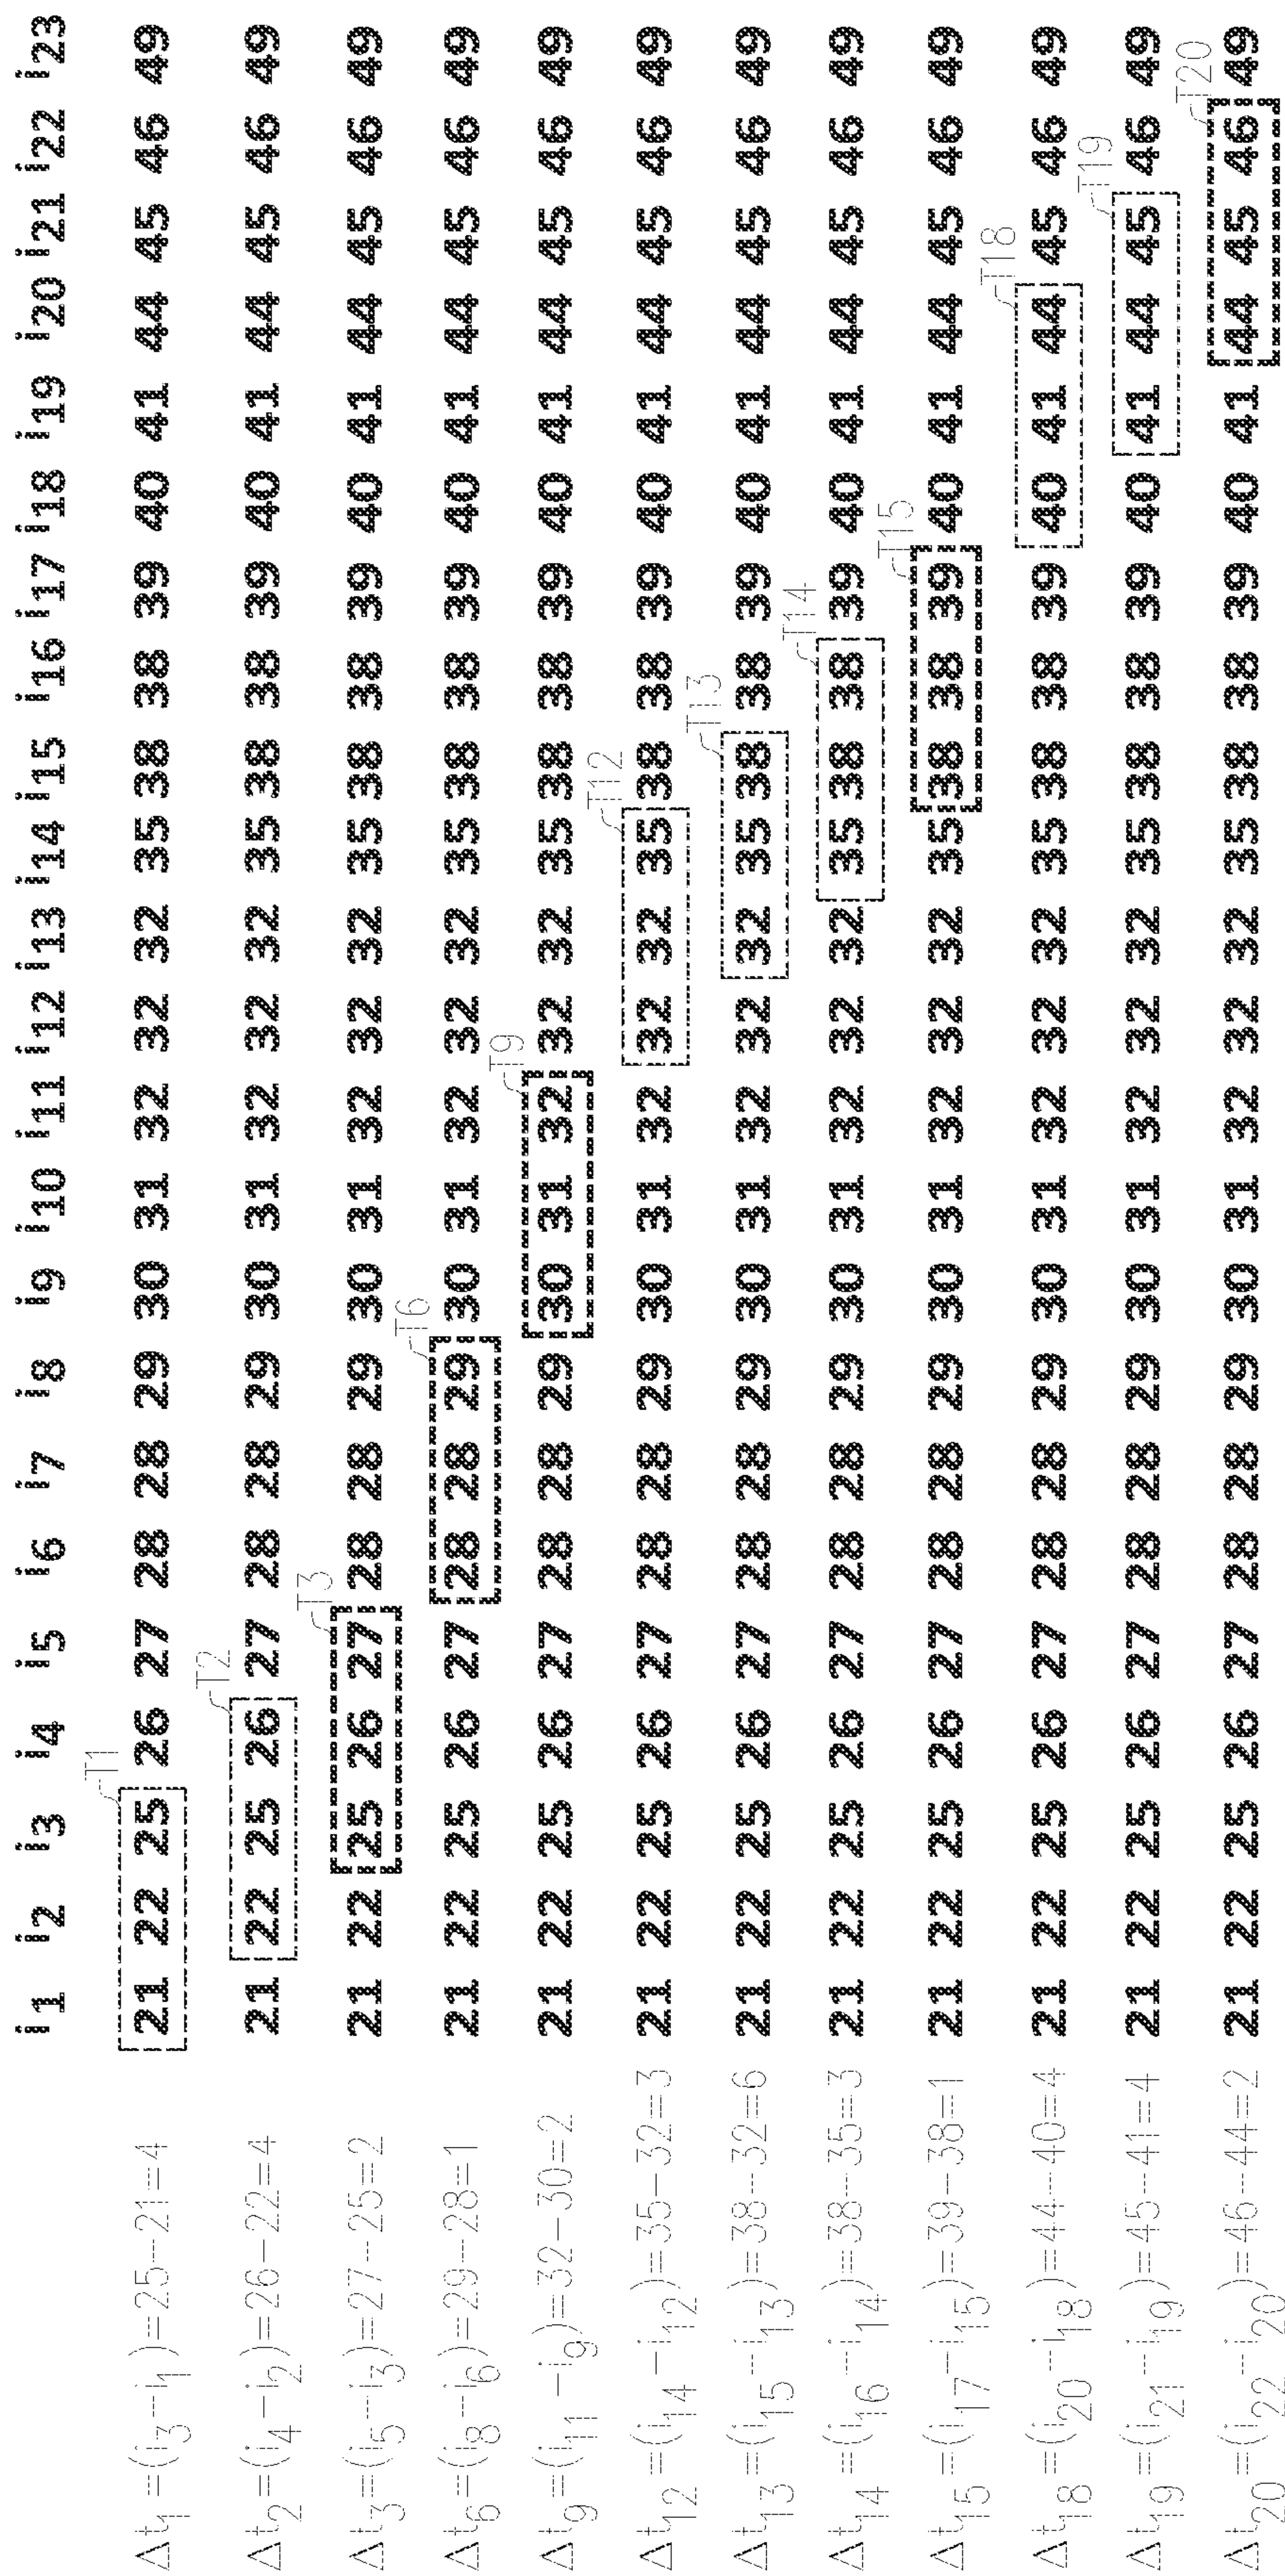 i1 i2 i3 i4 i5 i6 i7 i8 i9 i10 i11 i12 i13 i14 i15 i16 i17 i18 i19 i20 i21 i22 i23
T1
Δt1=(i3-i1)=25-21=4 21 22 25 26 27 28 28 29 30 31 32 32 32 35 38 38 39 40 41 44 45 46 49
T2
Δt2=(i4-i2)=26-22=4 21 22 25 26 27 28 28 29 30 31 32 32 32 35 38 38 39 40 41 44 45 46 49
T3
Δt3=(i5-i3)=27-25=2 21 22 25 26 27 28 28 29 30 31 32 32 32 35 38 38 39 40 41 44 45 46 49
T6
Δt6=(i8-i6)=29-28=1 21 22 25 26 27 28 28 29 30 31 32 32 32 35 38 38 39 40 41 44 45 46 49
T9
Δt9=(i11-i9)=32-30=2 21 22 25 26 27 28 28 29 30 31 32 32 32 35 38 38 39 40 41 44 45 46 49
T12
Δt12=(i14-i12)=35-32=3 21 22 25 26 27 28 28 29 30 31 32 32 32 35 38 38 39 40 41 44 45 46 49
T13
Δt13=(i15-i13)=38-32=6 21 22 25 26 27 28 28 29 30 31 32 32 32 35 38 38 39 40 41 44 45 46 49
T14
Δt14=(i16-i14)=38-35=3 21 22 25 26 27 28 28 29 30 31 32 32 32 35 38 38 39 40 41 44 45 46 49
T15
Δt15=(i17-i15)=39-38=1 21 22 25 26 27 28 28 29 30 31 32 32 32 35 38 38 39 40 41 44 45 46 49
T18
Δt18=(i20-i18)=44-40=4 21 22 25 26 27 28 28 29 30 31 32 32 32 35 38 38 39 40 41 44 45 46 49
T19
Δt19=(i21-i19)=45-41=4 21 22 25 26 27 28 28 29 30 31 32 32 32 35 38 38 39 40 41 44 45 46 49
T20
Δt20=(i22-i20)=46-44=2 21 22 25 26 27 28 28 29 30 31 32 32 32 35 38 38 39 40 41 44 45 46 49